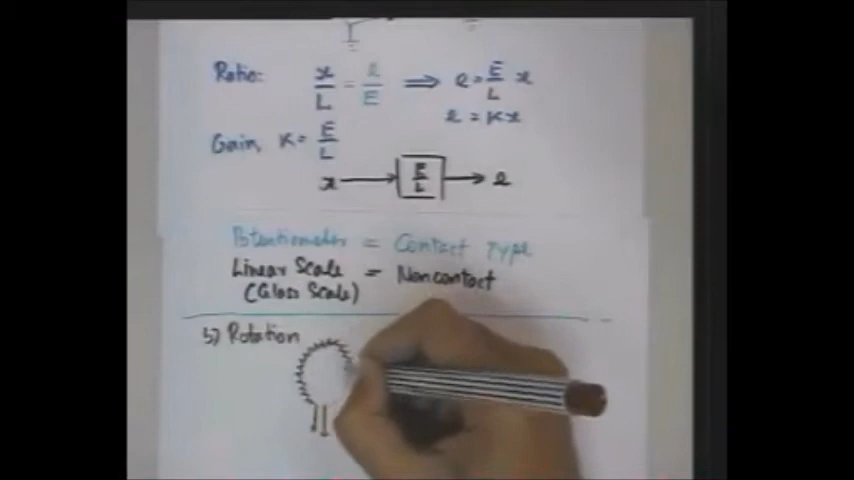 Ratio: x/L = e/E ⟹ e = E/L x
e = Kx
Gain, K = E/L
x → E/L → e
Potentiometer = Contact Type
Linear Scale = Noncontact
(Glass Scale)
b) Rotation